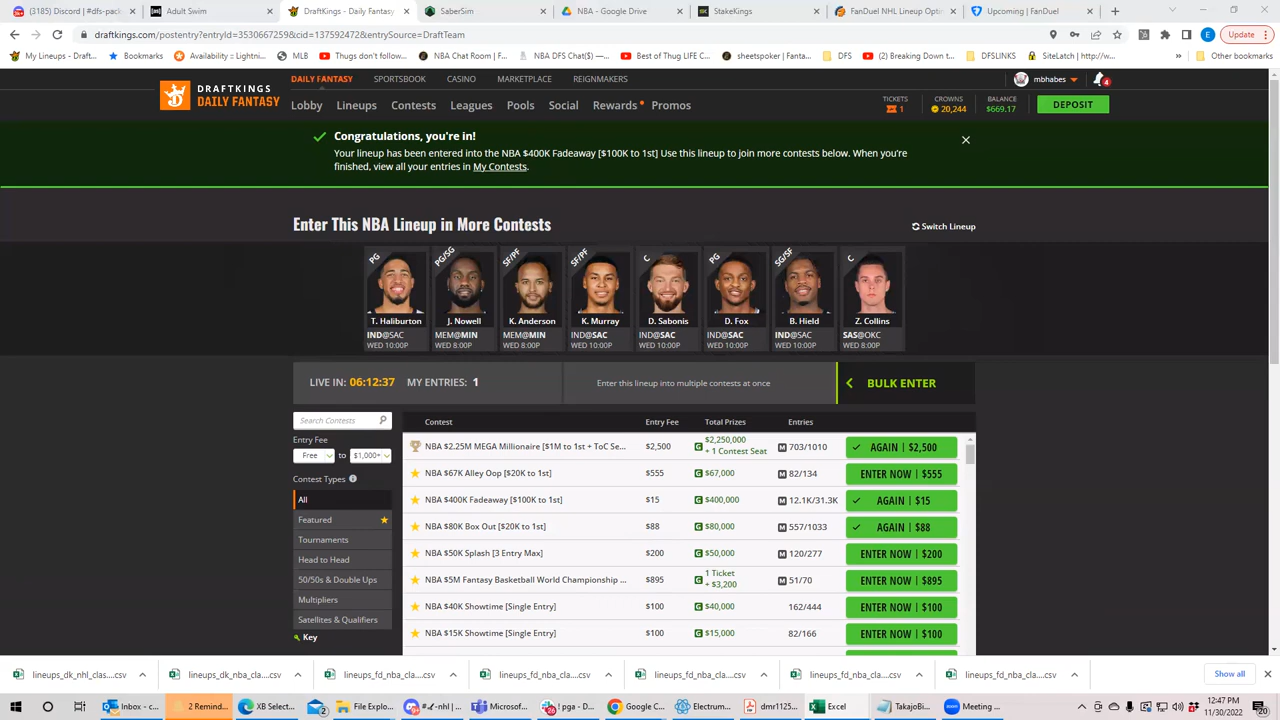 (3185) Discord | #dfs-pack
Adult Swim
DraftKings - Daily Fantasy
SaberSim
NBA - Google Drive
StakeKings
FanDuel NHL Lineup Opti
Upcoming | FanDuel
draftkings.com/postentry?entryId=3530667259&cid=137592472&entrySource=DraftTeam
E
Update
My Lineups - Draft
Bookmarks
Availability = Lightni
MLB
Thugs don't follow
NBA Chat Room | F
NBA DFS Chat($) —
Best of Thug LIFE C
sheetspot | Fanta
DFS
(2) Breaking Down t
DFSLINKS
SiteLatch | http://w
»
Other bookmarks
DRAFTKINGS
DAILY FANTASY
DAILY FANTASY
SPORTSBOOK
CASINO
MARKETPLACE
REIGNMAKERS
mbhabes
4
Lobby
Lineups
Contests
Leagues
Pools
Social
Rewards
Promos
TICKETS
1
CROWNS
20,244
BALANCE
$669.17
DEPOSIT
Congratulations, you're in!
Your lineup has been entered into the NBA $400K Fadeaway [$100K to 1st] Use this lineup to join more contests below. When you're
finished, view all your entries in My Contests.
Enter This NBA Lineup in More Contests
Switch Lineup
PG
PG/SG
SF/PF
SF/PF
C
PG
SG/SF
C
T. Haliburton
J. Nowell
K. Anderson
K. Murray
D. Sabonis
D. Fox
B. Hield
Z. Collins
IND@SAC
MEM@MIN
MEM@MIN
IND@SAC
IND@SAC
IND@SAC
IND@SAC
SAS@OKC
WED 10:00P
WED 8:00P
WED 8:00P
WED 10:00P
WED 10:00P
WED 10:00P
WED 10:00P
WED 8:00P
LIVE IN: 06:12:37
MY ENTRIES: 1
Enter this lineup into multiple contests at once
BULK ENTER
Search Contests
Entry Fee
Free
to
$1,000+
Contest Types
All
Featured
Tournaments
Head to Head
50/50s & Double Ups
Multipliers
Satellites & Qualifiers
Key
Contest
Entry Fee
Total Prizes
Entries
NBA $2.25M MEGA Millionaire [$1M to 1st + ToC Se...
$2,500
G $2,250,000
+ 1 Contest Seat
M 703/1010
AGAIN | $2,500
NBA $67K Alley Oop [$20K to 1st]
$555
G $67,000
M 82/134
ENTER NOW | $555
NBA $400K Fadeaway [$100K to 1st]
$15
G $400,000
M 12.1K/31.3K
AGAIN | $15
NBA $80K Box Out [$20K to 1st]
$88
G $80,000
M 557/1033
AGAIN | $88
NBA $50K Splash [3 Entry Max]
$200
G $50,000
M 120/277
ENTER NOW | $200
NBA $5M Fantasy Basketball World Championship ...
$895
G 1 Ticket
+ $3,200
M 51/70
ENTER NOW | $895
NBA $40K Showtime [Single Entry]
$100
G $40,000
162/444
ENTER NOW | $100
NBA $15K Showtime [Single Entry]
$100
G $15,000
82/166
ENTER NOW | $100
lineups_dk_nhl_clas....csv
lineups_dk_nba_cla....csv
lineups_fd_nba_cla....csv
lineups_fd_nba_cla....csv
lineups_fd_nba_cla....csv
lineups_fd_nba_cla....csv
lineups_fd_nba_cla....csv
Show all
Inbox - c...
2 Remind...
XB Select...
2
File Explo...
Microsof...
! pga - D...
Google C...
Electrum...
dmr1125...
Excel
TakajoBi...
Meeting ...
12:47 PM
11/30/2022
20